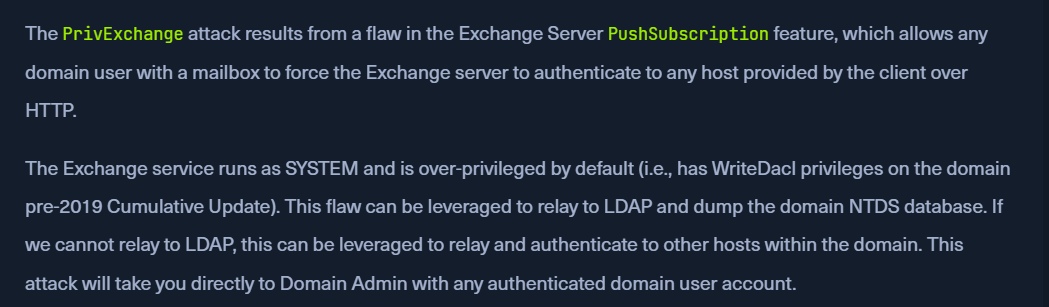 The PrivExchange attack results from a flaw in the Exchange Server PushSubscription feature, which allows any
domain user with a mailbox to force the Exchange server to authenticate to any host provided by the client over
HTTP.
The Exchange service runs as SYSTEM and is over-privileged by default (i.e., has WriteDacl privileges on the domain
pre-2019 Cumulative Update). This flaw can be leveraged to relay to LDAP and dump the domain NTDS database. If
we cannot relay to LDAP, this can be leveraged to relay and authenticate to other hosts within the domain. This
attack will take you directly to Domain Admin with any authenticated domain user account.